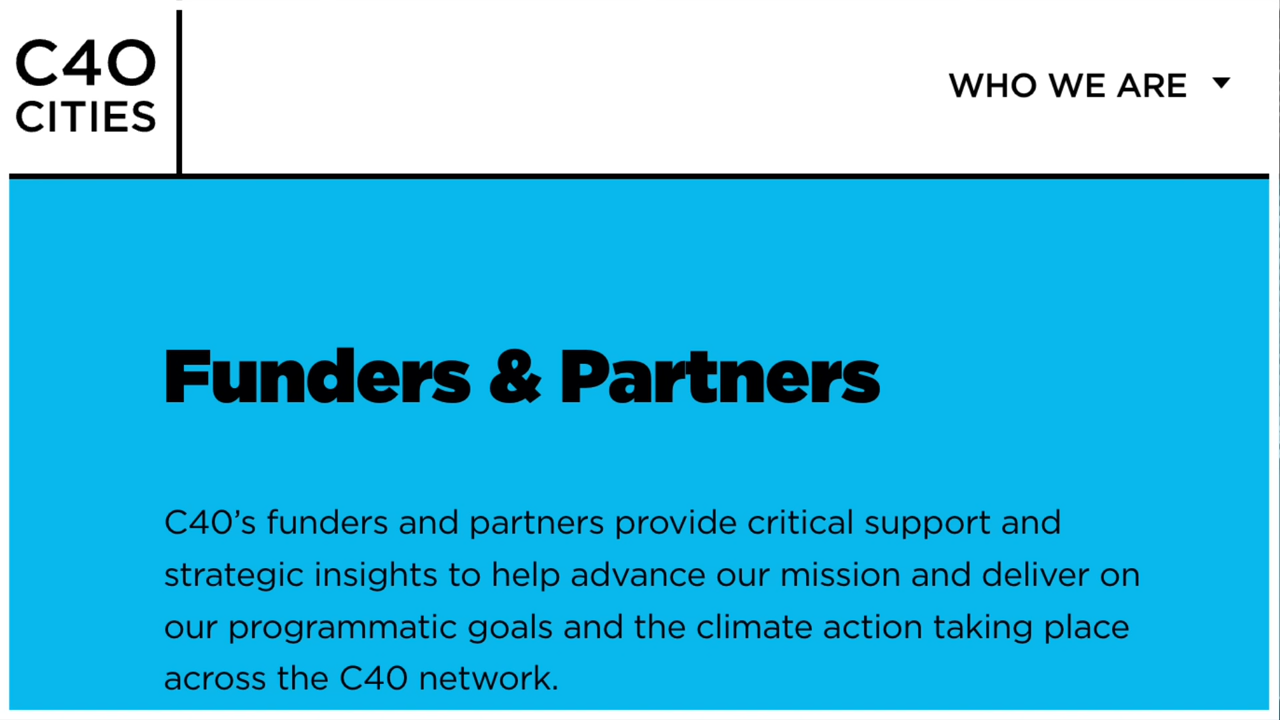 C40
CITIES
WHO WE ARE
Funders & Partners
C40’s funders and partners provide critical support and
strategic insights to help advance our mission and deliver on
our programmatic goals and the climate action taking place
across the C40 network.